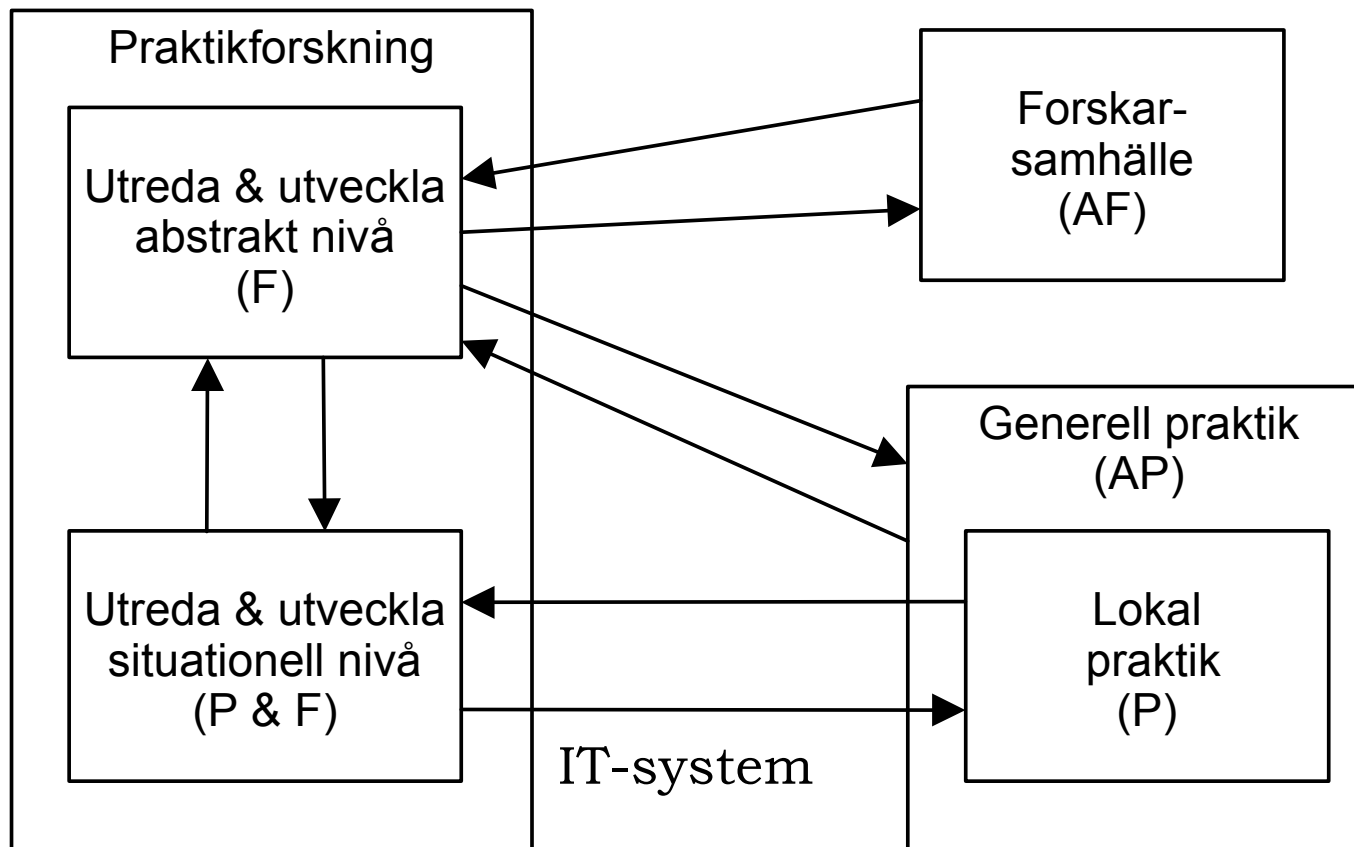 Praktikforskning
Utreda & utveckla
abstrakt nivå
(F)
Utreda & utveckla
situationell nivå
(P & F)
Forskar-
samhälle
(AF)
Generell praktik
(AP)
Lokal
praktik
(P)
IT-system